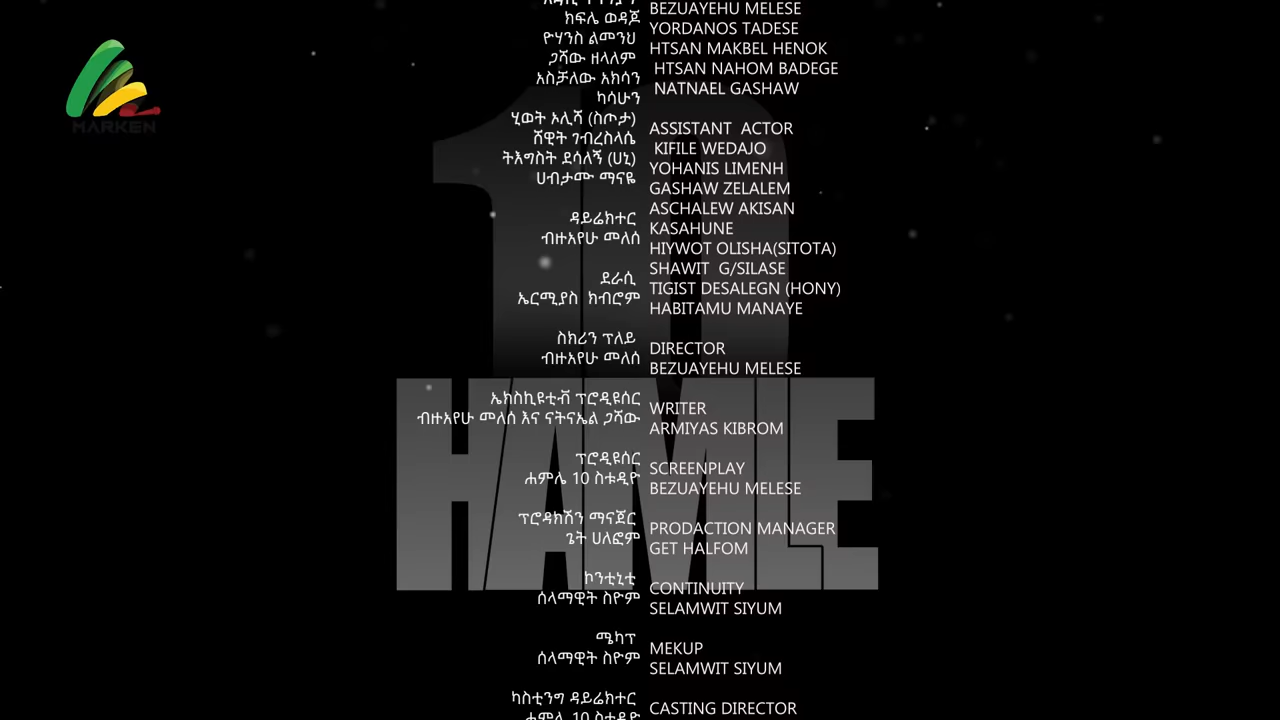 MARKEN
ክፍሌ ወዳጆ
ዮሃንስ ልመንህ
ጋሻው ዘላለም
አስቻለው አክሳን
ካሳሁን
ሂወት ኦሊሻ (ስጦታ)
ሸዊት ገብረስላሴ
ትእግስት ደሳለኝ (ሀኒ)
ሀብታሙ ማናዬ
ዳይሬክተር
ብዙአየሁ መለሰ
ደራሲ
ኤርሚያስ ክብሮም
ስክሪን ፕለይ
ብዙአየሁ መለሰ
ኤክስኪዩቲቭ ፕሮዲዩሰር
ብዙአየሁ መለሰ እና ናትናኤል ጋሻው
ፕሮዲዩሰር
ሐምሌ 10 ስቱዲዮ
ፕሮዳክሽን ማናጀር
ጌት ሀለፎም
ኮንቲኒቲ
ሰላማዊት ስዮም
ሜካፕ
ሰላማዊት ስዮም
ካስቲንግ ዳይሬክተር
ሐምሌ 10 ስቱዲዮ
BEZUAYEHU MELESE
YORDANOS TADESE
HTSAN MAKBEL HENOK
HTSAN NAHOM BADEGE
NATNAEL GASHAW
ASSISTANT ACTOR
KIFILE WEDAJO
YOHANIS LIMENH
GASHAW ZELALEM
ASCHALEW AKISAN
KASAHUNE
HIYWOT OLISHA(SITOTA)
SHAWIT G/SILASE
TIGIST DESALEGN (HONY)
HABITAMU MANAYE
DIRECTOR
BEZUAYEHU MELESE
WRITER
ARMIYAS KIBROM
SCREENPLAY
BEZUAYEHU MELESE
PRODACTION MANAGER
GET HALFOM
CONTINUITY
SELAMWIT SIYUM
MEKUP
SELAMWIT SIYUM
CASTING DIRECTOR
10
HAMLE